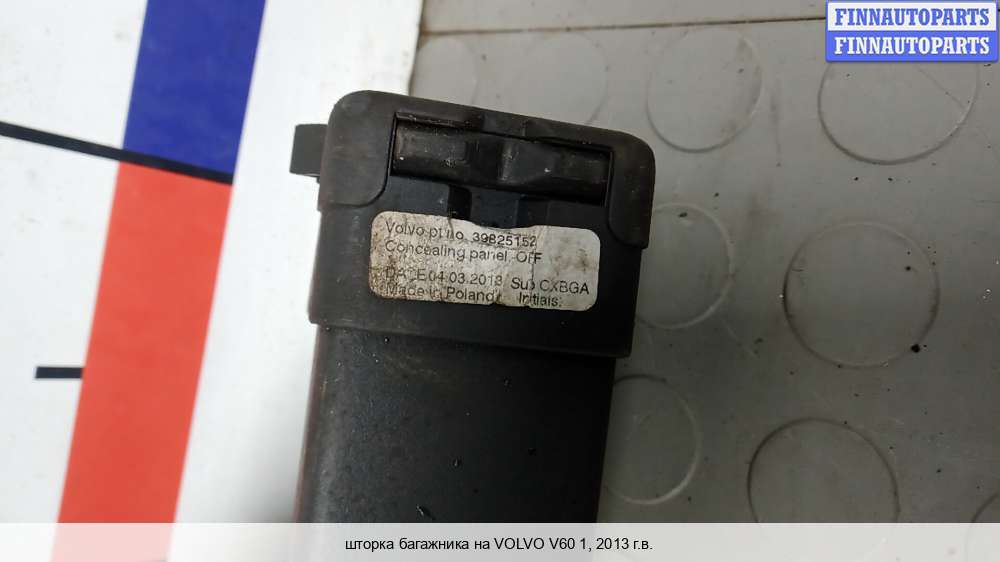 FINNAUTOPARTS
FINNAUTOPARTS
Volvo pt no. 39825152
Concealing panel, OFF
DATE 04 03.2013 Sup CXBGA
Made in Poland Initials:
шторка багажника на VOLVO V60 1, 2013 г.в.